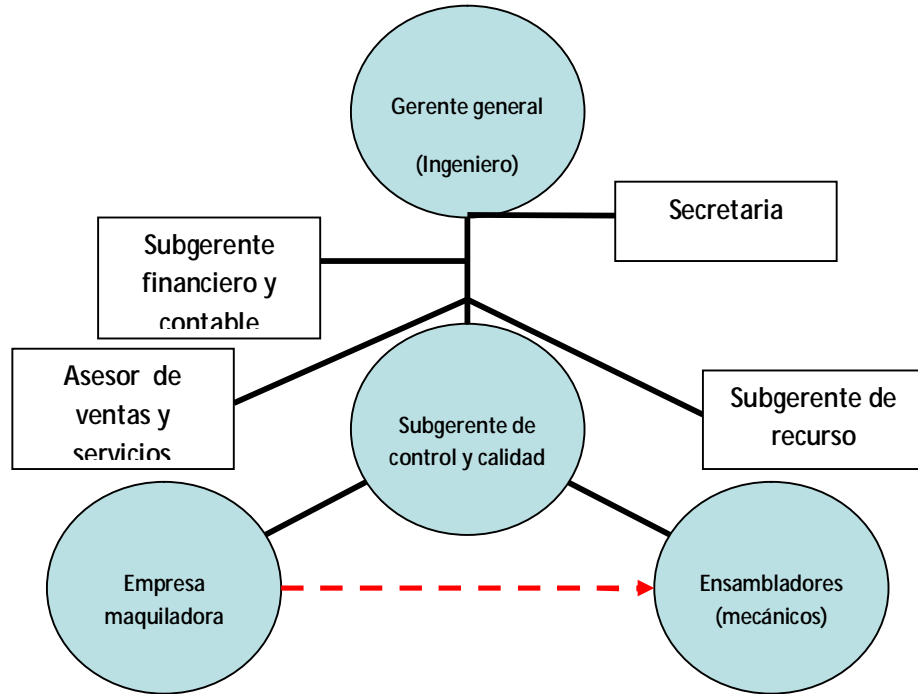 Gerente general
(Ingeniero)
Secretaria
Subgerente
financiero y
contable
Asesor de
ventas y
servicios
Subgerente de
control y calidad
Subgerente de
recurso
Empresa
maquiladora
Ensambladores
(mecánicos)